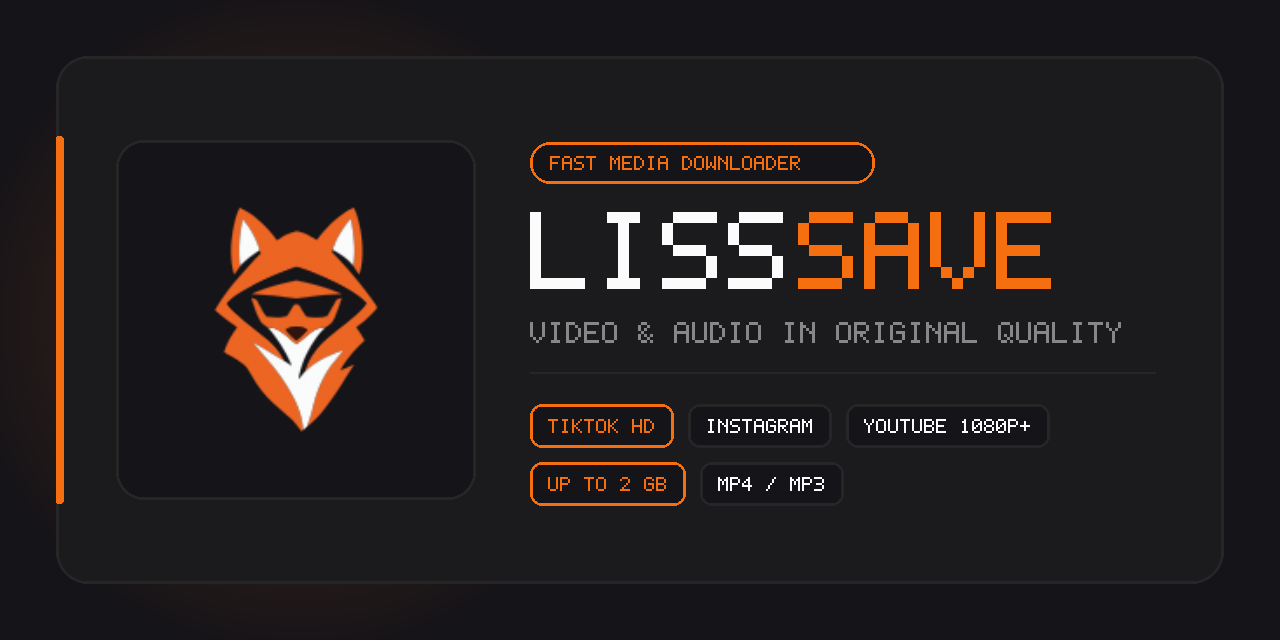 FAST MEDIA DOWNLOADER
LISSSAVE
VIDEO & AUDIO IN ORIGINAL QUALITY
TIKTOK HD INSTAGRAM YOUTUBE 1080P+
UP TO 2 GB MP4 / MP3